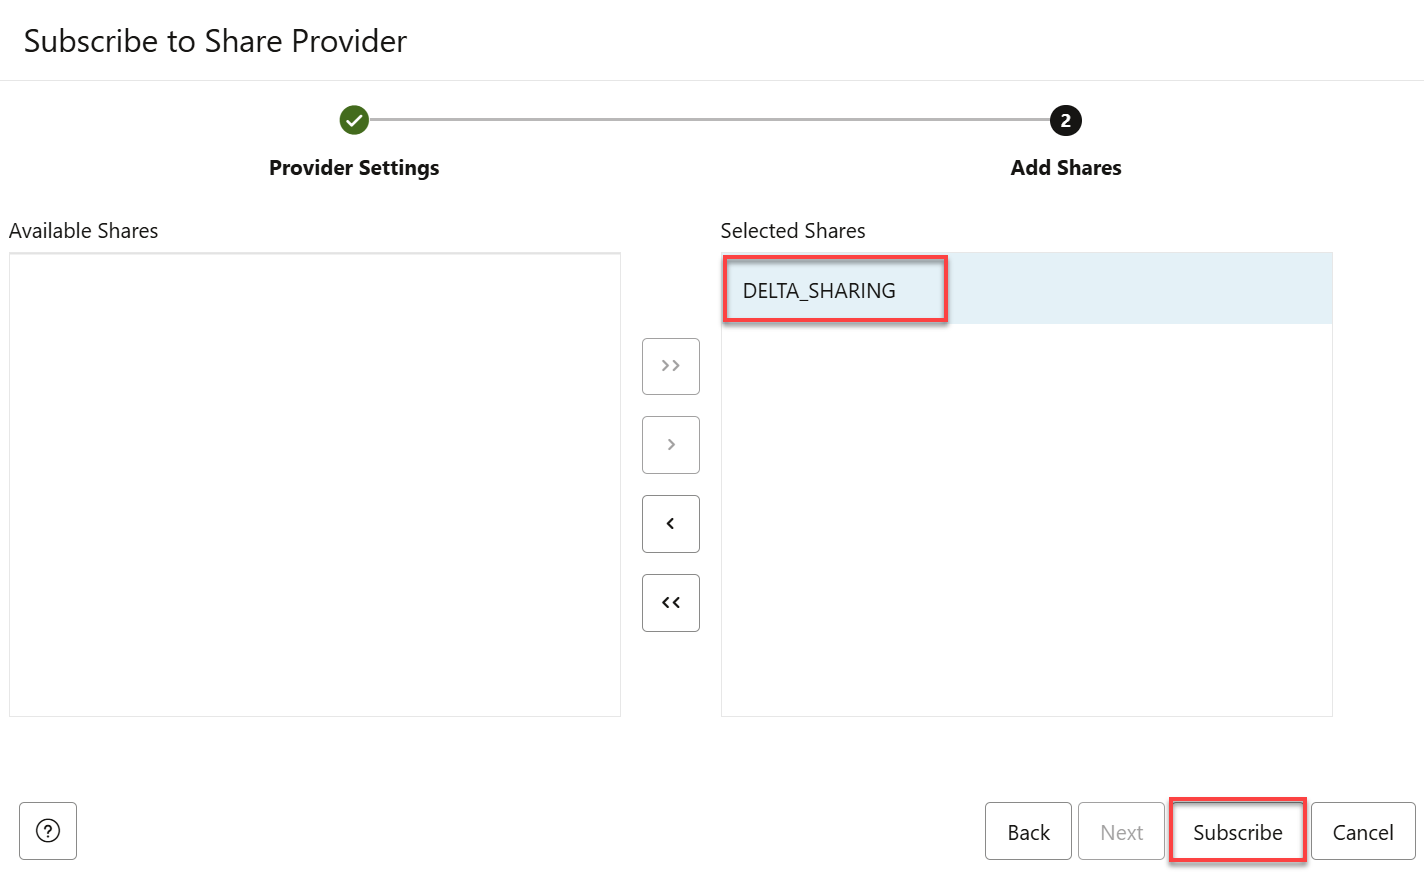 Subscribe to Share Provider
2
Provider Settings
Add Shares
Available Shares
Selected Shares
DELTA_SHARING
>>
>
<
<<
?
Back
Next
Subscribe
Cancel